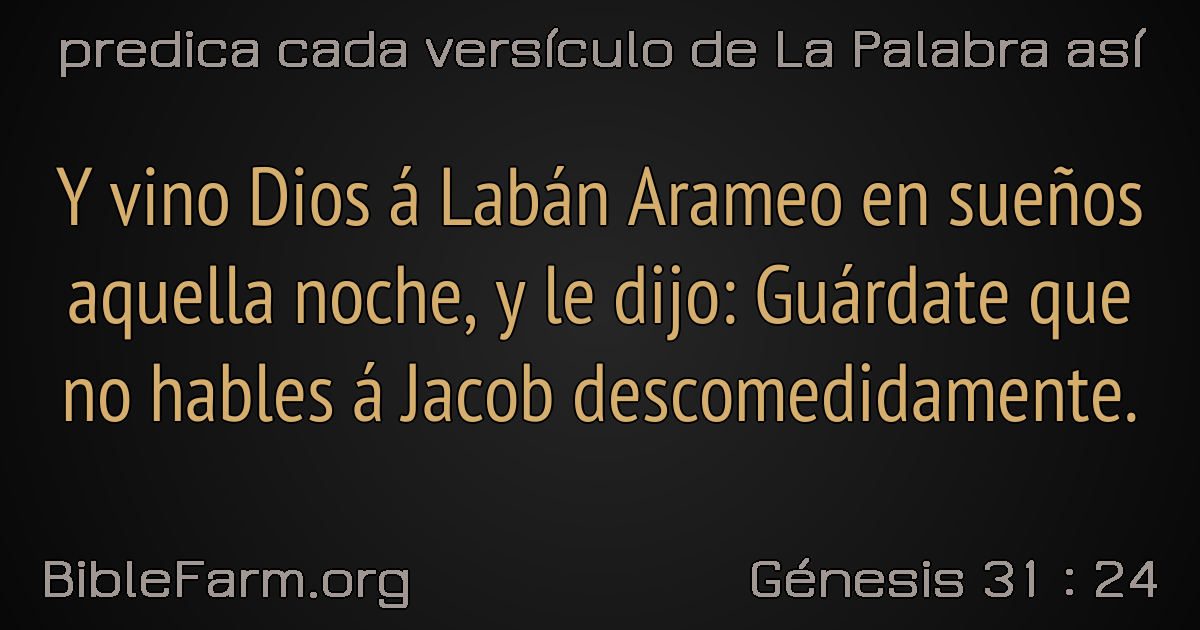 predica cada versículo de La Palabra así
Y vino Dios á Labán Arameo en sueños
aquella noche, y le dijo: Guárdate que
no hables á Jacob descomedidamente.
BibleFarm.org
Génesis 31 : 24